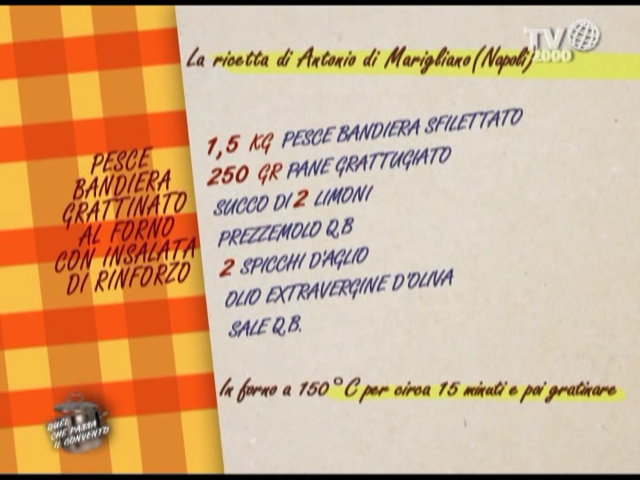 TV
2000
La ricetta di Antonio di Marigliano (Napoli)
PESCE
BANDIERA
GRATTINATO
AL FORNO
CON INSALATA
DI RINFORZO
1,5 KG PESCE BANDIERA SFILETTATO
250 GR PANE GRATTUGIATO
SUCCO DI 2 LIMONI
PREZZEMOLO Q.B
2 SPICCHI D'AGLIO
OLIO EXTRAVERGINE D'OLIVA
SALE Q.B.
In forno a 150°C per circa 15 minuti e poi gratinare
QUEL
CHE PASSA
IL CONVENTO